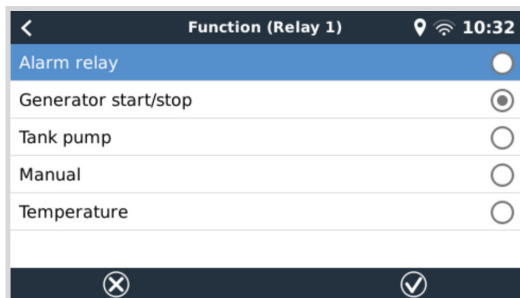 Function (Relay 1) 10:32
Alarm relay
Generator start/stop
Tank pump
Manual
Temperature